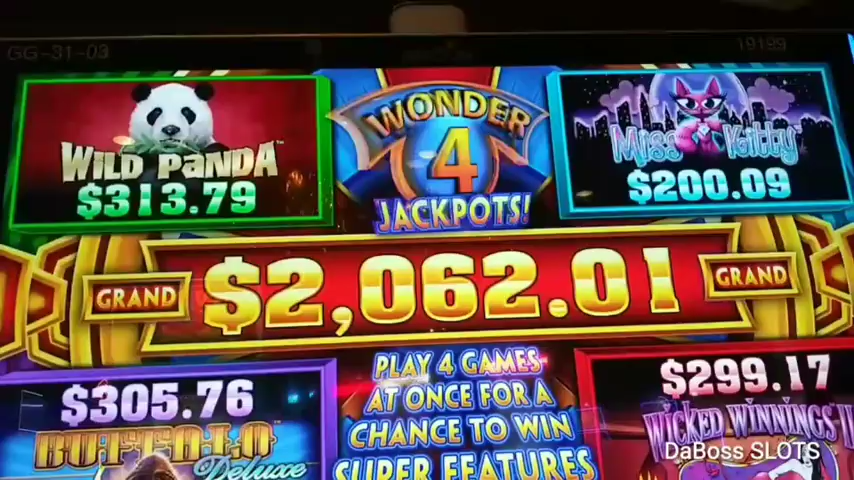 GG-31-03
19199
WILD PANDA™
$313.79
WONDER
4
JACKPOTS!
Miss Kitty™
$200.09
GRAND
$2,062.01
GRAND
$305.76
BUFFALO
Deluxe
PLAY 4 GAMES
AT ONCE FOR A
CHANCE TO WIN
SUPER FEATURES
$299.17
WICKED WINNINGS II
DaBoss SLOTS